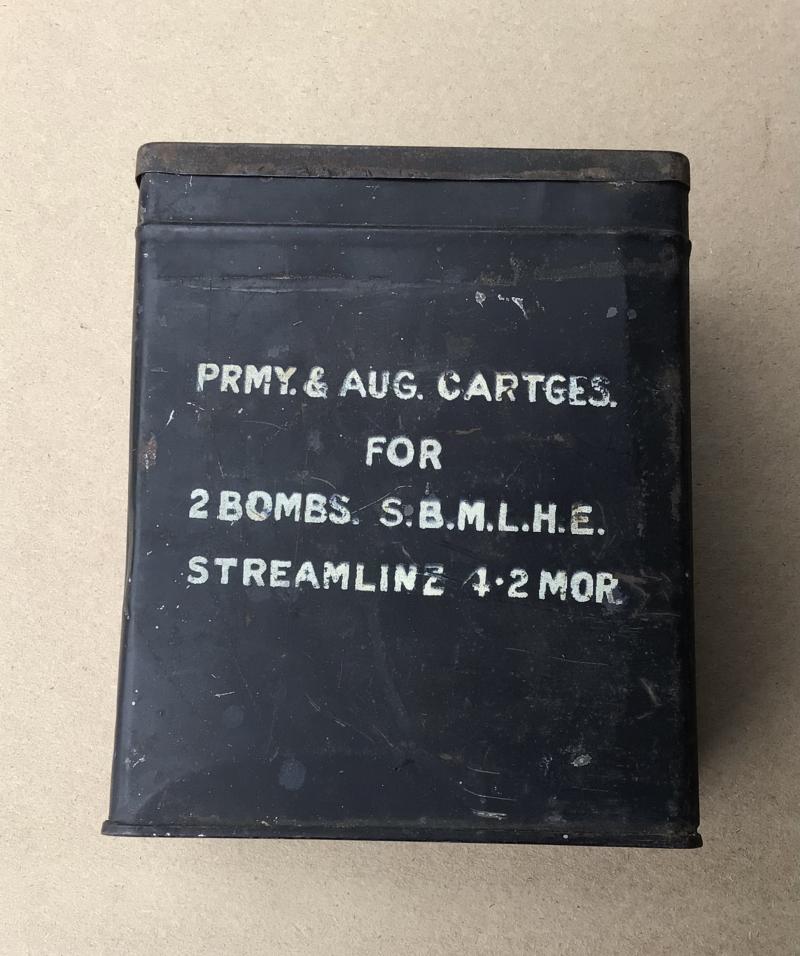 PRMY. & AUG. CARTGES.
FOR
2 BOMBS. S.B.M.L.H.E.
STREAMLINE 4·2 MOR.